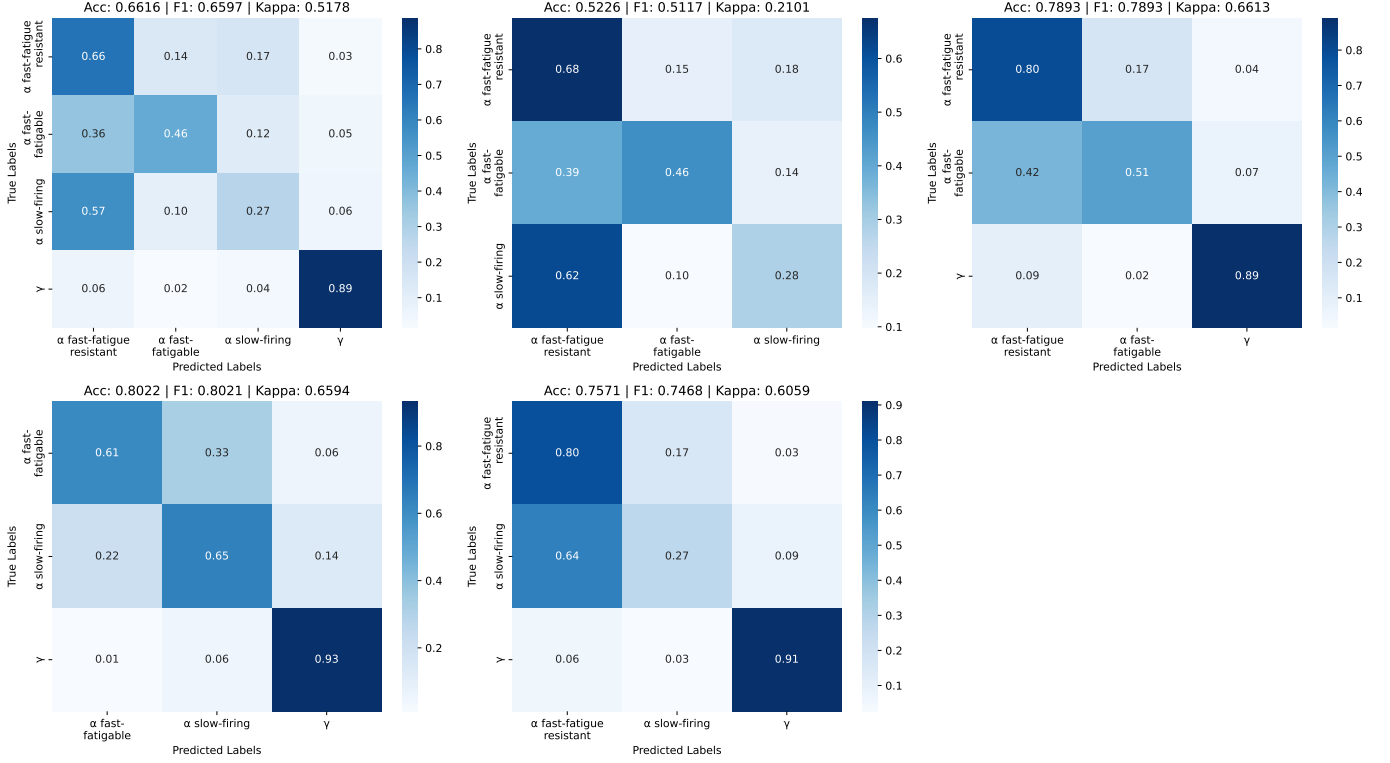 Acc: 0.6616 | F1: 0.6597 | Kappa: 0.5178
True Labels
α fast-fatigue
resistant
α fast-
fatigable
α slow-firing
γ
0.66 0.14 0.17 0.03
0.36 0.46 0.12 0.05
0.57 0.10 0.27 0.06
0.06 0.02 0.04 0.89
α fast-fatigue
resistant
α fast-
fatigable
α slow-firing
γ
Predicted Labels
0.8
0.7
0.6
0.5
0.4
0.3
0.2
0.1
Acc: 0.5226 | F1: 0.5117 | Kappa: 0.2101
True Labels
α fast-fatigue
resistant
α fast-
fatigable
α slow-firing
0.68 0.15 0.18
0.39 0.46 0.14
0.62 0.10 0.28
α fast-fatigue
resistant
α fast-
fatigable
α slow-firing
Predicted Labels
0.6
0.5
0.4
0.3
0.2
0.1
Acc: 0.7893 | F1: 0.7893 | Kappa: 0.6613
True Labels
α fast-fatigue
resistant
α fast-
fatigable
γ
0.80 0.17 0.04
0.42 0.51 0.07
0.09 0.02 0.89
α fast-fatigue
resistant
α fast-
fatigable
γ
Predicted Labels
0.8
0.7
0.6
0.5
0.4
0.3
0.2
0.1
Acc: 0.8022 | F1: 0.8021 | Kappa: 0.6594
True Labels
α fast-
fatigable
α slow-firing
γ
0.61 0.33 0.06
0.22 0.65 0.14
0.01 0.06 0.93
α fast-
fatigable
α slow-firing
γ
Predicted Labels
0.8
0.6
0.4
0.2
Acc: 0.7571 | F1: 0.7468 | Kappa: 0.6059
True Labels
α fast-fatigue
resistant
α slow-firing
γ
0.80 0.17 0.03
0.64 0.27 0.09
0.06 0.03 0.91
α fast-fatigue
resistant
α slow-firing
γ
Predicted Labels
0.9
0.8
0.7
0.6
0.5
0.4
0.3
0.2
0.1